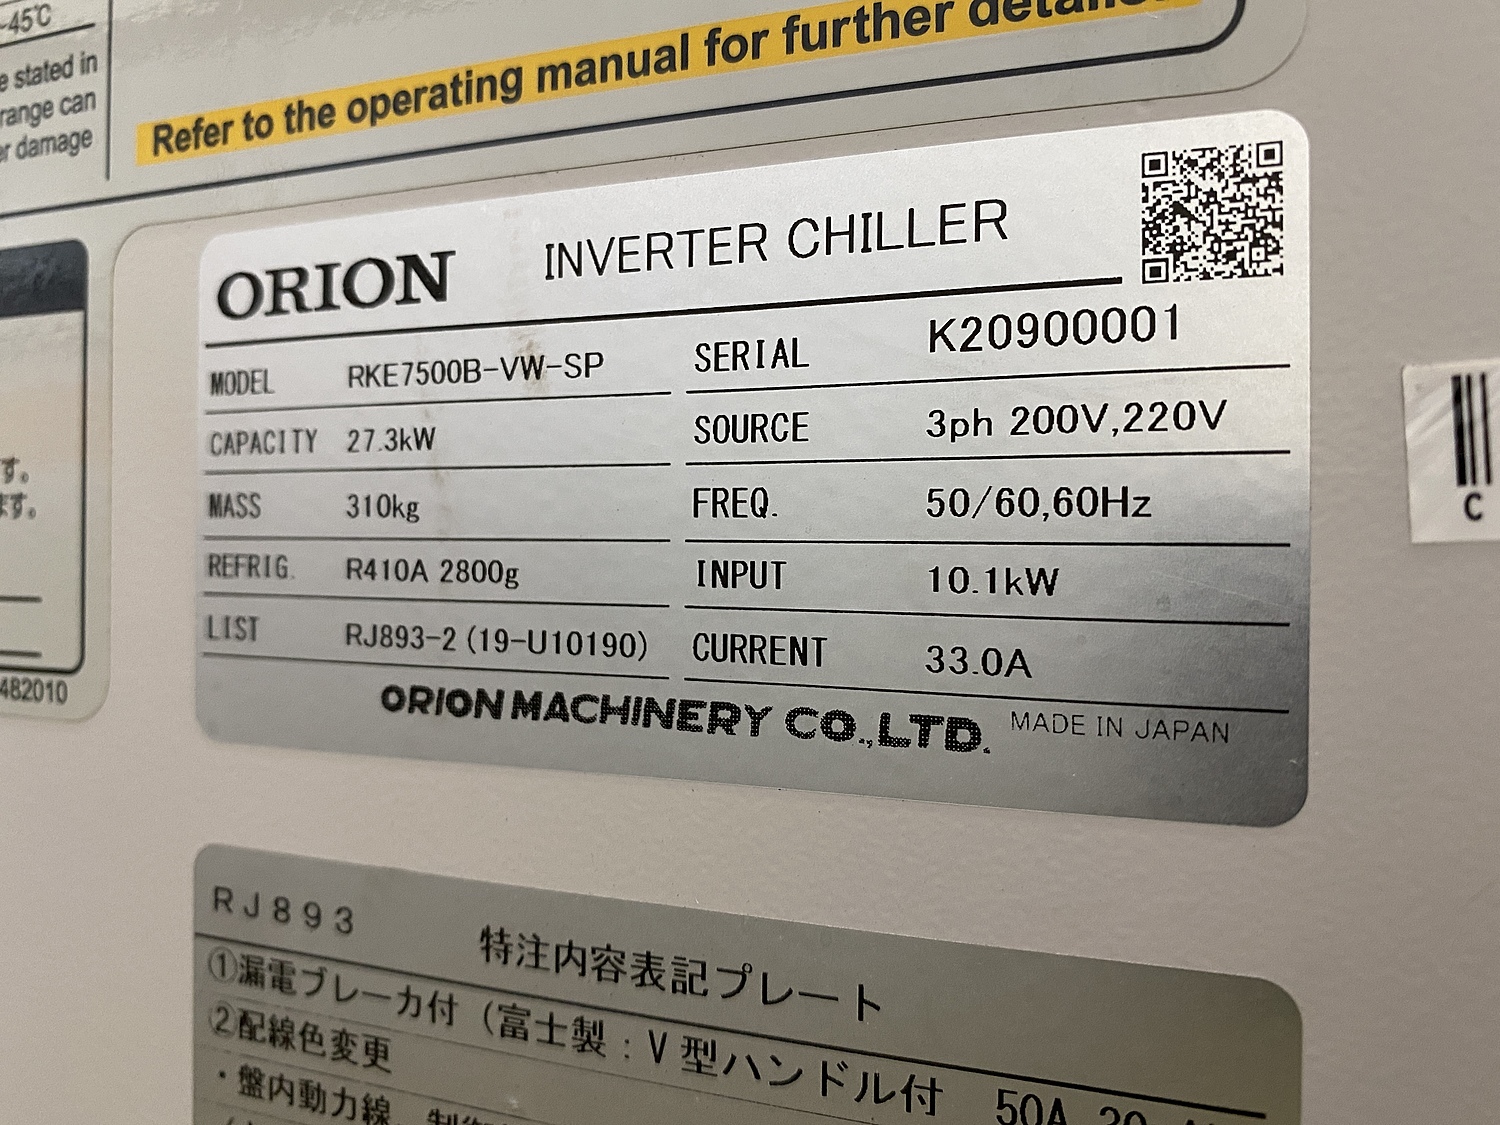 -45℃
e stated in
range can
er damage
Refer to the operating manual for further details.
ORION INVERTER CHILLER
MODEL RKE7500B-VW-SP
SERIAL K20900001
CAPACITY 27.3kW
SOURCE 3ph 200V,220V
MASS 310kg
FREQ. 50/60,60Hz
REFRIG. R410A 2800g
INPUT 10.1kW
LIST RJ893-2 (19-U10190)
CURRENT 33.0A
ORION MACHINERY CO.,LTD. MADE IN JAPAN
す。
ます。
482010
C
RJ893
特注内容表記プレート
①漏電ブレーカ付（富士製：V型ハンドル付 50A
②配線色変更
・盤内動力線、制御